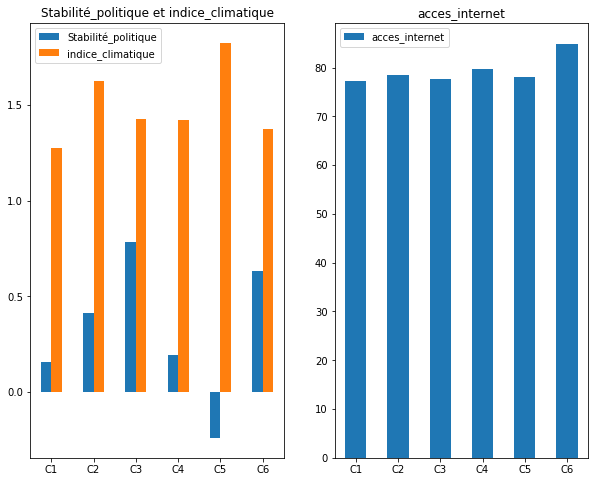 Stabilité_politique et indice_climatique
Stabilité_politique
indice_climatique
1.5
1.0
0.5
0.0
C1 C2 C3 C4 C5 C6
acces_internet
acces_internet
80
70
60
50
40
30
20
10
0
C1 C2 C3 C4 C5 C6